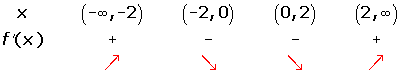 x (-∞,-2) (-2,0) (0,2) (2,∞)
f'(x) + - - +